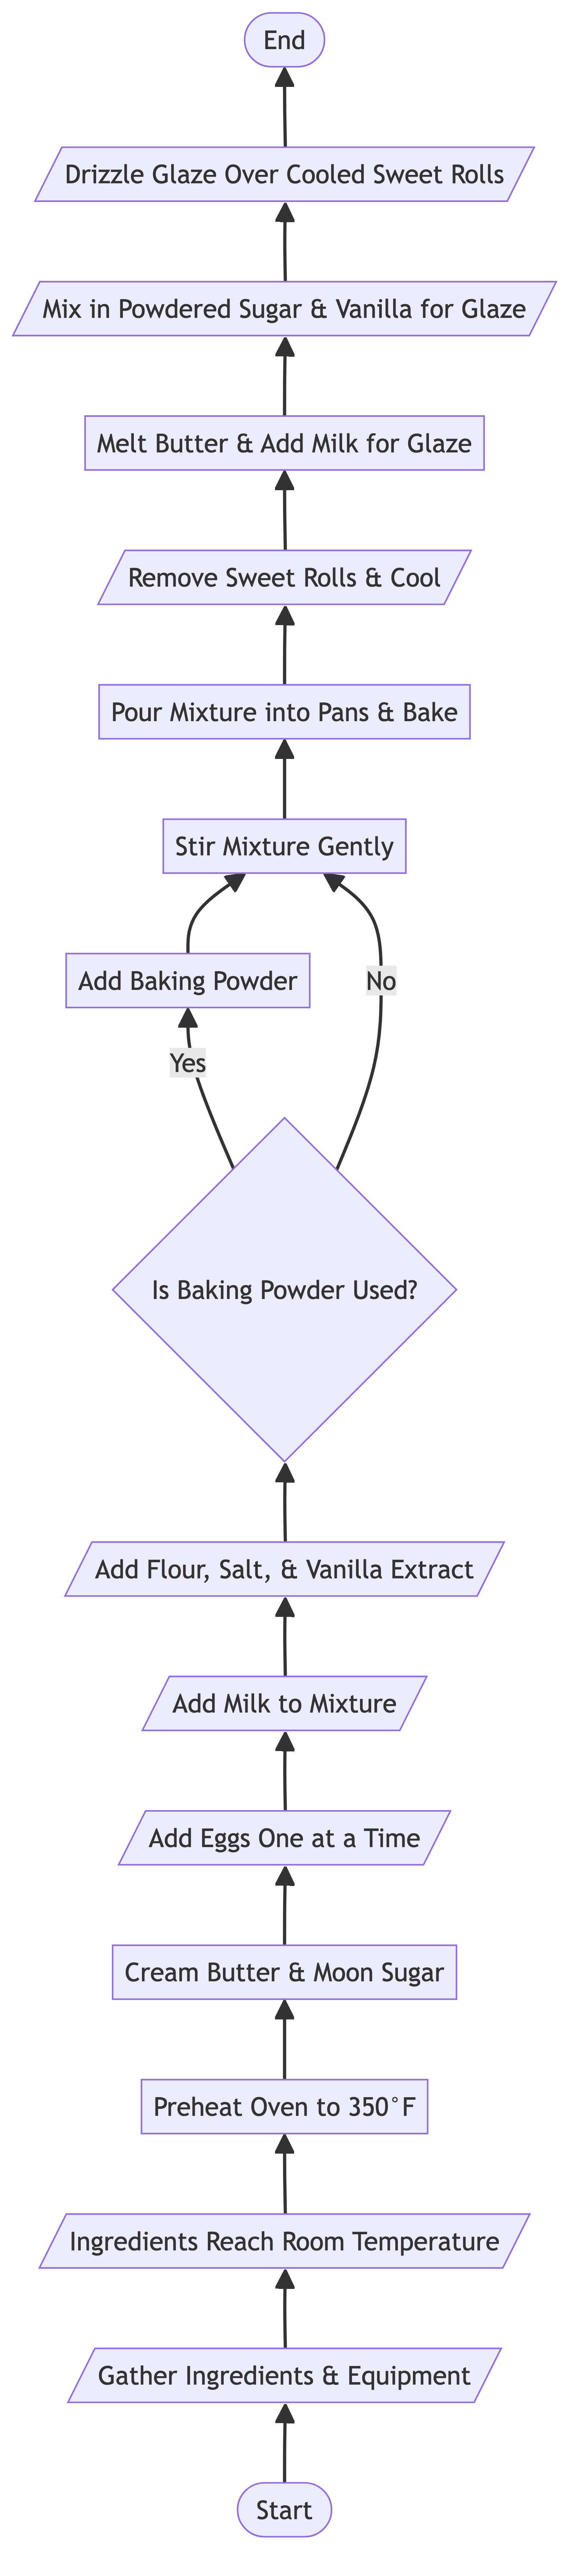 End
Drizzle Glaze Over Cooled Sweet Rolls
Mix in Powdered Sugar & Vanilla for Glaze
Melt Butter & Add Milk for Glaze
Remove Sweet Rolls & Cool
Pour Mixture into Pans & Bake
Stir Mixture Gently
Add Baking Powder
No
Yes
Is Baking Powder Used?
Add Flour, Salt, & Vanilla Extract
Add Milk to Mixture
Add Eggs One at a Time
Cream Butter & Moon Sugar
Preheat Oven to 350°F
Ingredients Reach Room Temperature
Gather Ingredients & Equipment
Start